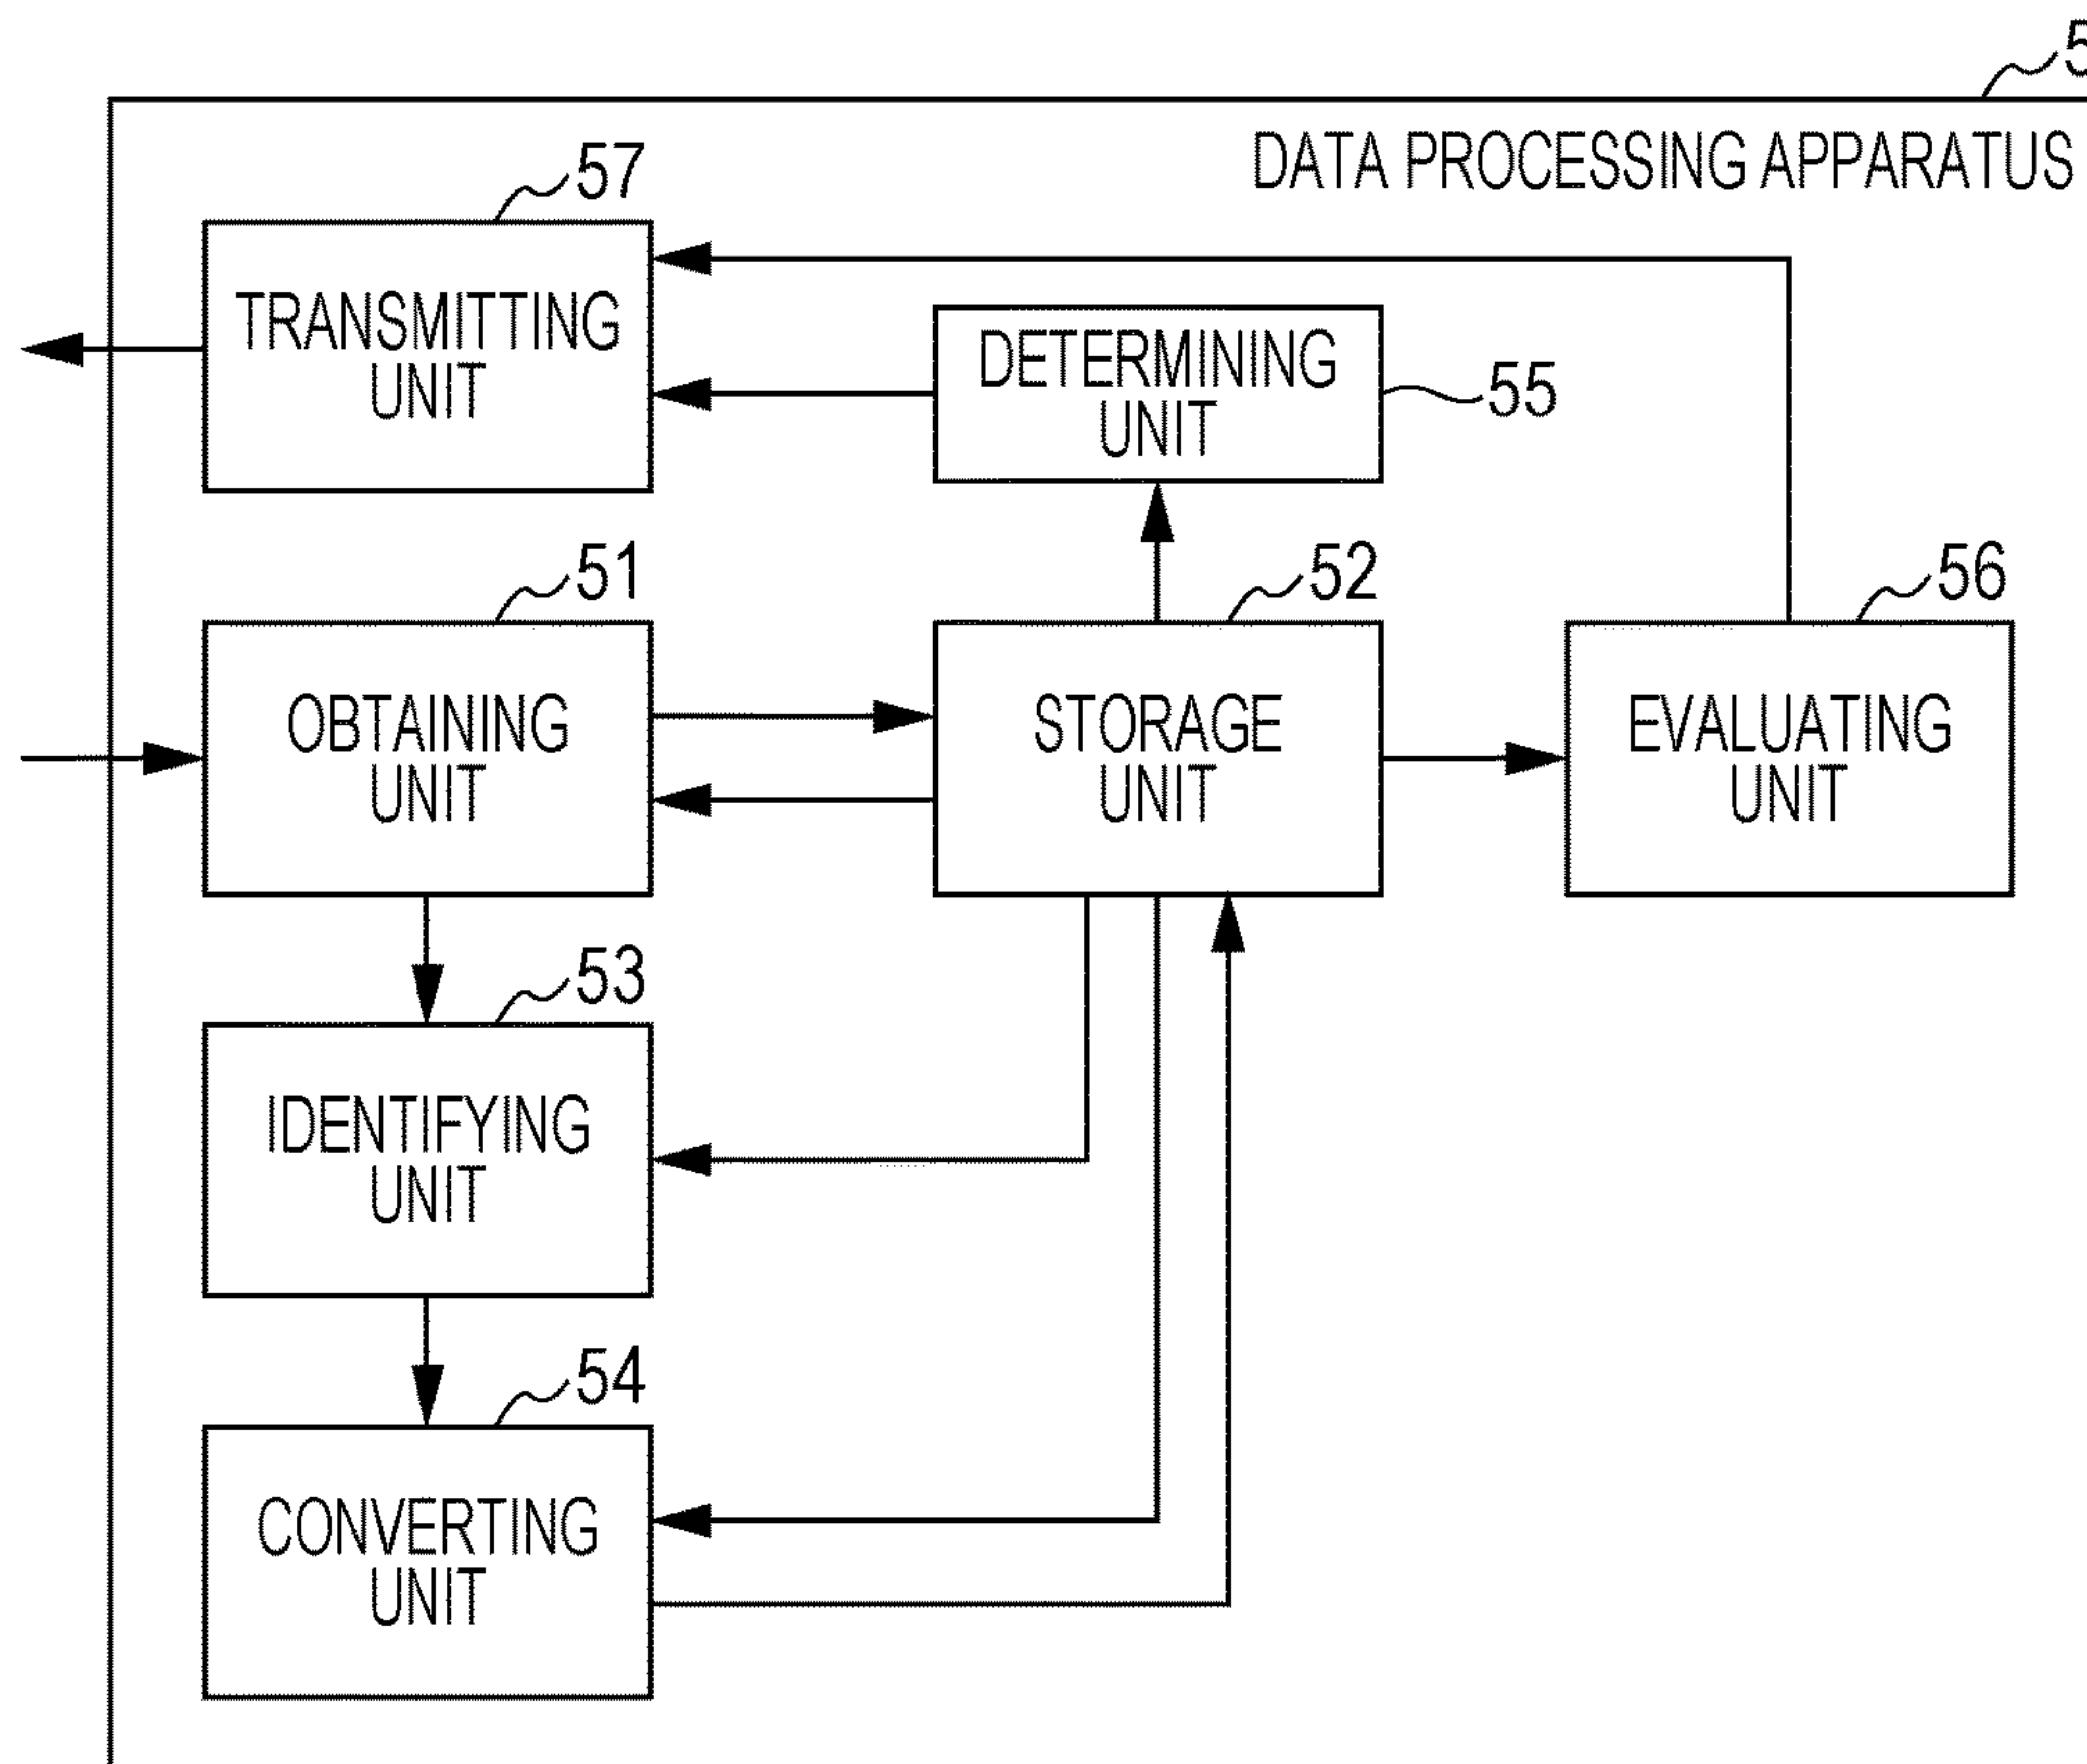 5
DATA PROCESSING APPARATUS
57
TRANSMITTING
UNIT
DETERMINING
UNIT
55
51
OBTAINING
UNIT
52
STORAGE
UNIT
56
EVALUATING
UNIT
53
IDENTIFYING
UNIT
54
CONVERTING
UNIT